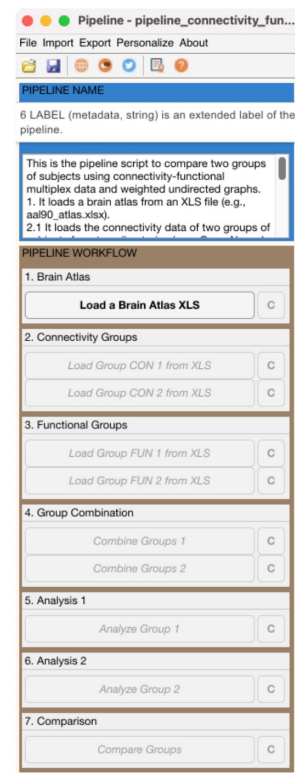 Pipeline - pipeline_connectivity_fun...
File Import Export Personalize About
PIPELINE NAME
6 LABEL (metadata, string) is an extended label of the
pipeline.
This is the pipeline script to compare two groups
of subjects using connectivity-functional
multiplex data and weighted undirected graphs.
1. It loads a brain atlas from an XLS file (e.g.,
aal90_atlas.xlsx).
2.1 It loads the connectivity data of two groups of
PIPELINE WORKFLOW
1. Brain Atlas
Load a Brain Atlas XLS C
2. Connectivity Groups
Load Group CON 1 from XLS C
Load Group CON 2 from XLS C
3. Functional Groups
Load Group FUN 1 from XLS C
Load Group FUN 2 from XLS C
4. Group Combination
Combine Groups 1 C
Combine Groups 2 C
5. Analysis 1
Analyze Group 1 C
6. Analysis 2
Analyze Group 2 C
7. Comparison
Compare Groups C